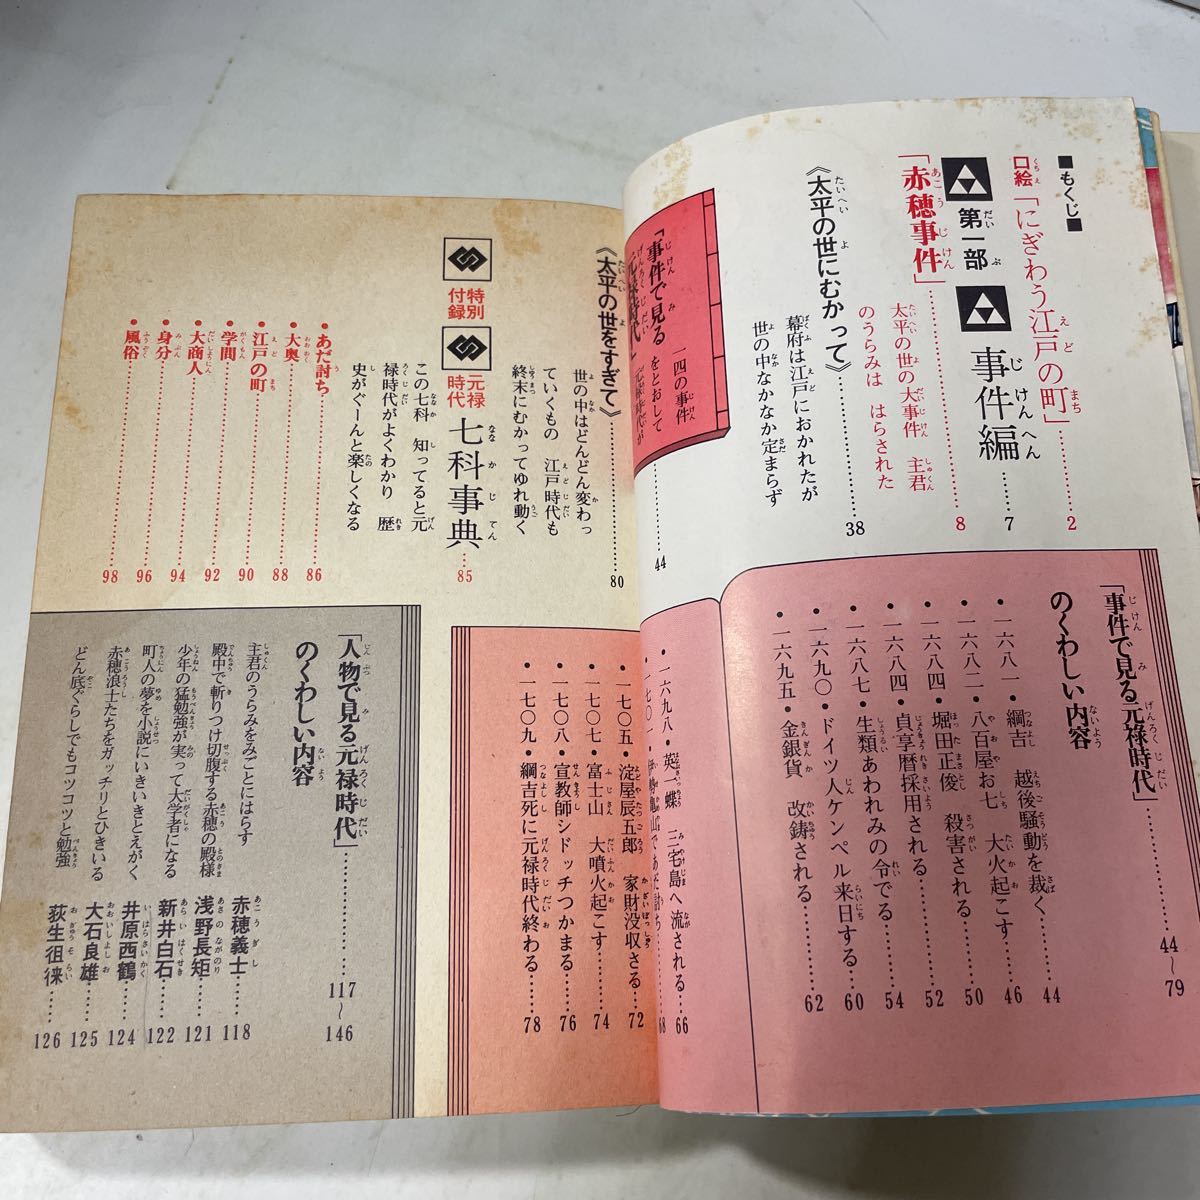 ■もくじ■
口絵「にぎわう江戸の町」……2
第一部 事件編……7
「赤穂事件」……8
太平の世の大事件 主君
のうらみは はらされた
《太平の世にむかって》……38
幕府は江戸におかれたが
世の中なかなか定まらず
「事件で見る
元禄時代」
一四の事件
をとおして
元禄時代が
……44
「事件で見る元禄時代」
のくわしい内容……44～79
●一六八一・綱吉 越後騒動を裁く……44
●一六八二・八百屋お七 大火起こす……46
●一六八四・堀田正俊 殺害される……50
●一六八四・貞享暦採用される……52
●一六八七・生類あわれみの令でる……54
●一六九〇・ドイツ人ケンペル来日する……60
●一六九五・金銀貨 改鋳される……62
●一六九八・英一蝶 三宅島へ流される……66
●一七〇一・亀山であだ討ち……68
《太平の世をすぎて》……80
世の中はどんどん変わっ
ていくもの 江戸時代も
終末にむかってゆれ動く
特別
付録
元禄
時代
七科事典……85
この七科 知ってると元
禄時代がよくわかり 歴
史がぐーんと楽しくなる
●あだ討ち……86
●大奥……88
●江戸の町……90
●学問……92
●大商人……94
●身分……96
●風俗……98
●一七〇五・淀屋辰五郎 家財没収さる……72
●一七〇七・富士山 大噴火起こす……74
●一七〇八・宣教師シドッチつかまる……76
●一七〇九・綱吉死に元禄時代終わる……78
「人物で見る元禄時代」
のくわしい内容……117～146
主君のうらみをみごとにはらす 赤穂義士……118
殿中で斬りつけ切腹する赤穂の殿様 浅野長矩……121
少年の猛勉強が実って大学者になる 新井白石……122
町人の夢を小説にいきいきとえがく 井原西鶴……124
赤穂浪士たちをガッチリとひきいる 大石良雄……125
どん底ぐらしでもコツコツと勉強 荻生徂徠……126